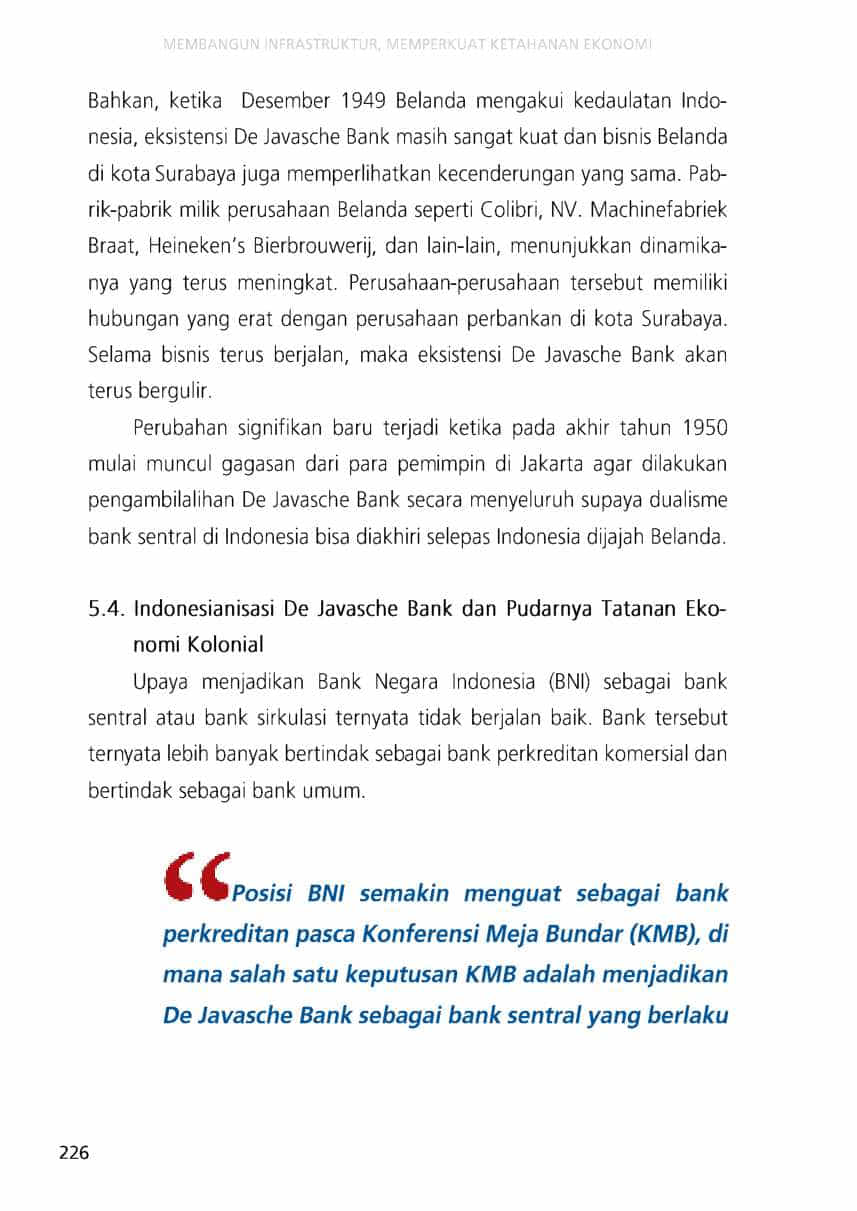 MEMBANGUN INFRASTRUKTUR, MEMPERKUAT KETAHANAN EKONOMI
Bahkan, ketika Desember 1949 Belanda mengakui kedaulatan Indo-
nesia, eksistensi De Javasche Bank masih sangat kuat dan bisnis Belanda
di kota Surabaya juga memperlihatkan kecenderungan yang sama. Pab-
rik-pabrik milik perusahaan Belanda seperti Colibri, NV. Machinefabriek
Braat, Heineken’s Bierbrouwerij, dan lain-lain, menunjukkan dinamika-
nya yang terus meningkat. Perusahaan-perusahaan tersebut memiliki
hubungan yang erat dengan perusahaan perbankan di kota Surabaya.
Selama bisnis terus berjalan, maka eksistensi De Javasche Bank akan
terus bergulir.
Perubahan signifikan baru terjadi ketika pada akhir tahun 1950
mulai muncul gagasan dari para pemimpin di Jakarta agar dilakukan
pengambilalihan De Javasche Bank secara menyeluruh supaya dualisme
bank sentral di Indonesia bisa diakhiri selepas Indonesia dijajah Belanda.
5.4. Indonesianisasi De Javasche Bank dan Pudarnya Tatanan Eko-
nomi Kolonial
Upaya menjadikan Bank Negara Indonesia (BNI) sebagai bank
sentral atau bank sirkulasi ternyata tidak berjalan baik. Bank tersebut
ternyata lebih banyak bertindak sebagai bank perkreditan komersial dan
bertindak sebagai bank umum.
“Posisi BNI semakin menguat sebagai bank
perkreditan pasca Konferensi Meja Bundar (KMB), di
mana salah satu keputusan KMB adalah menjadikan
De Javasche Bank sebagai bank sentral yang berlaku
226